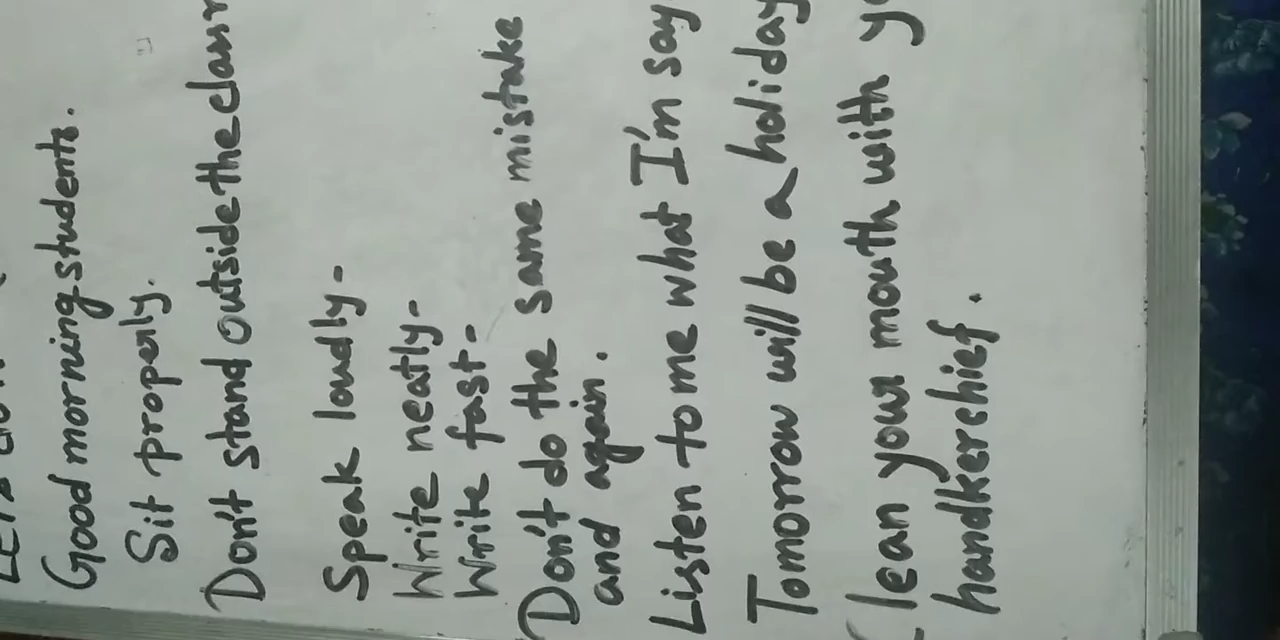 Good morning students.
Sit properly.
Don't stand outside the
Speak loudly-
Write neatly-
Write fast-
Don't do the same mistake
and again.
Listen to me what I'm say
Tomorrow will be a holiday
Clean your mouth with
handkerchief.